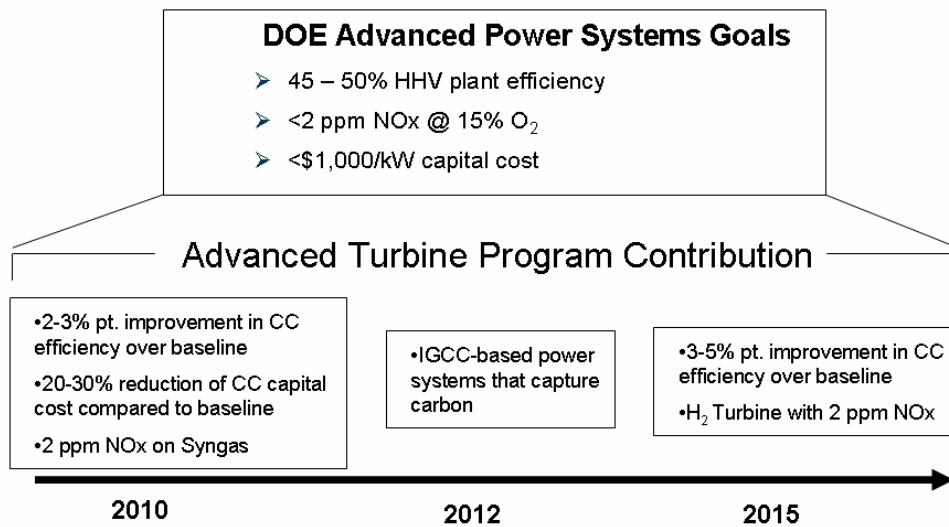 DOE Advanced Power Systems Goals
➢ 45 – 50% HHV plant efficiency
➢ <2 ppm NOx @ 15% O₂
➢ <$1,000/kW capital cost
Advanced Turbine Program Contribution
•2-3% pt. improvement in CC
efficiency over baseline
•20-30% reduction of CC capital
cost compared to baseline
•2 ppm NOx on Syngas
•IGCC-based power
systems that capture
carbon
•3-5% pt. improvement in CC
efficiency over baseline
•H₂ Turbine with 2 ppm NOx
2010
2012
2015